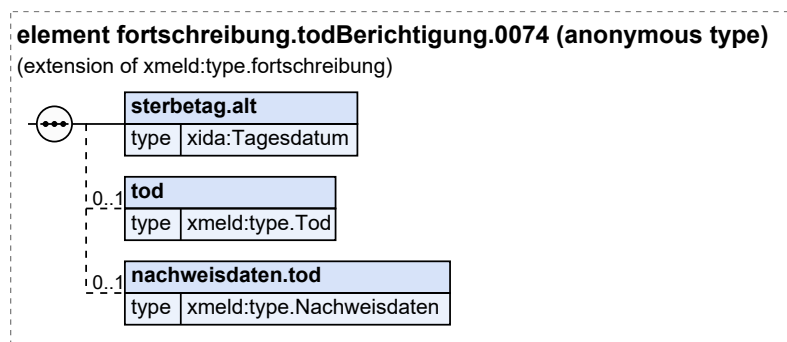 element fortschreibung.todBerichtigung.0074 (anonymous type)
(extension of xmeld:type.fortschreibung)
sterbetag.alt
type xida:Tagesdatum
0..1 tod
type xmeld:type.Tod
0..1 nachweisdaten.tod
type xmeld:type.Nachweisdaten